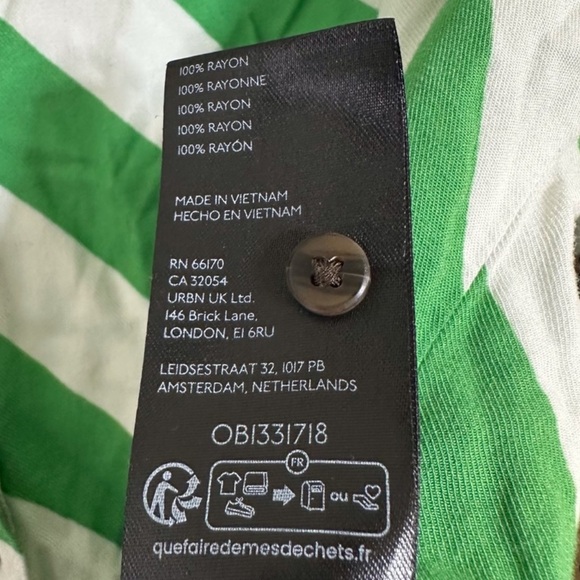 100% RAYON
100% RAYONNE
100% RAYON
100% RAYON
100% RAYÓN
MADE IN VIETNAM
HECHO EN VIETNAM
RN 66170
CA 32054
URBN UK Ltd.
146 Brick Lane,
LONDON, E1 6RU
LEIDSESTRAAT 32, 1017 PB
AMSTERDAM, NETHERLANDS
OB1331718
FR
ou
quefairedemesdechets.fr